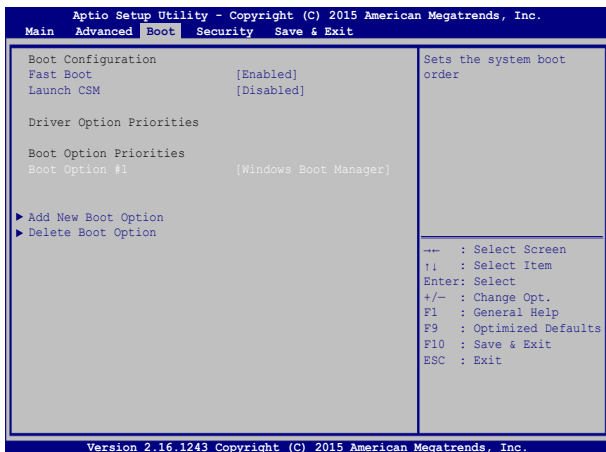 Aptio Setup Utility - Copyright (C) 2015 American Megatrends, Inc.
Main Advanced Boot Security Save & Exit
Boot Configuration
Fast Boot [Enabled]
Launch CSM [Disabled]
Driver Option Priorities
Boot Option Priorities
Boot Option #1 [Windows Boot Manager]
Add New Boot Option
Delete Boot Option
Sets the system boot
order
→← : Select Screen
↑↓ : Select Item
Enter: Select
+/— : Change Opt.
F1 : General Help
F9 : Optimized Defaults
F10 : Save & Exit
ESC : Exit
Version 2.16.1243 Copyright (C) 2015 American Megatrends, Inc.